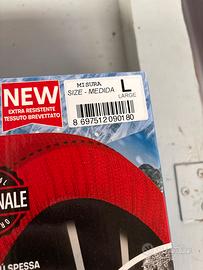 NEW
EXTRA RESISTENTE
TESSUTO BREVETTATO
MISURA
SIZE - MEDIDA
L
LARGE
8 697512 090180
NALE
SPESSA